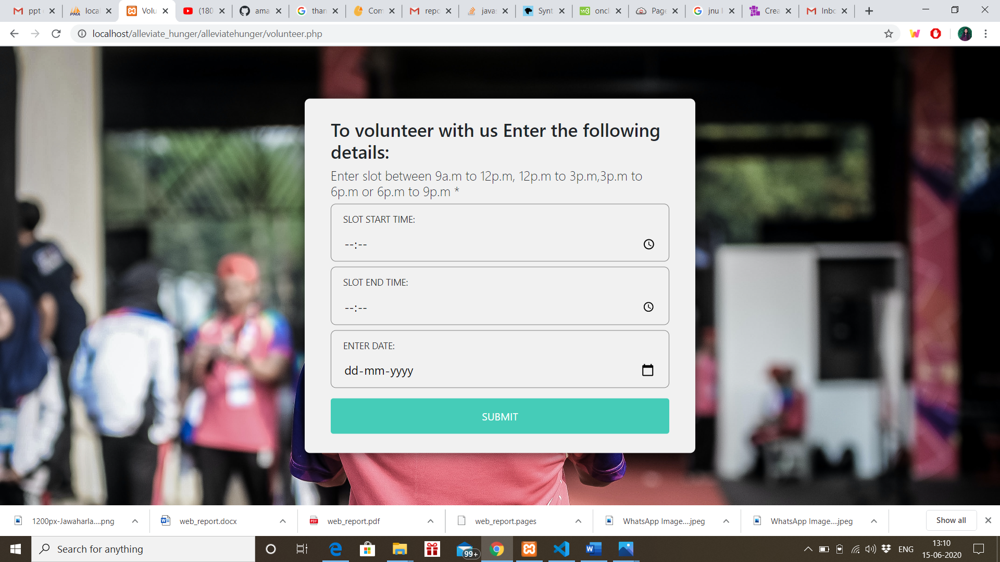 ppt
loca
Volu
(180
ama
than
Com
repo
java
Synt
oncl
Page
jnu l
Crea
Inbo
localhost/alleviate_hunger/alleviatehunger/volunteer.php
To volunteer with us Enter the following
details:
Enter slot between 9a.m to 12p.m, 12p.m to 3p.m,3p.m to
6p.m or 6p.m to 9p.m *
SLOT START TIME:
--:--
SLOT END TIME:
--:--
ENTER DATE:
dd-mm-yyyy
SUBMIT
1200px-Jawaharla....png
web_report.docx
web_report.pdf
web_report.pages
WhatsApp Image....jpeg
WhatsApp Image....jpeg
Show all
Search for anything
99+
ENG
13:10
15-06-2020